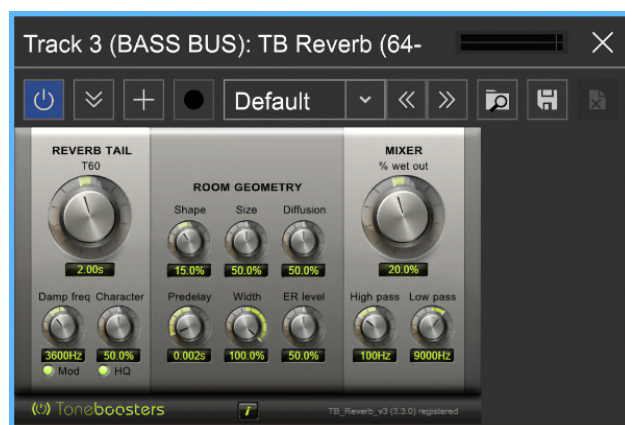 Track 3 (BASS BUS): TB Reverb (64-
Default
REVERB TAIL
T60
2.00s
Damp freq Character
3600Hz 50.0%
Mod HQ
ROOM GEOMETRY
Shape Size Diffusion
15.0% 50.0% 50.0%
Predelay Width ER level
0.002s 100.0% 50.0%
MIXER
% wet out
20.0%
High pass Low pass
100Hz 9000Hz
Toneboosters
i
TB_Reverb_v3 (3.3.0) registered